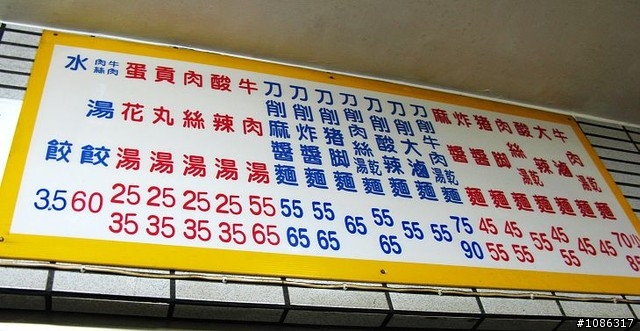 牛肉湯乾麵 70
大滷麵 45
酸辣麵 45
肉絲湯乾麵 45 55
猪脚麵 55
炸醬麵 45 55
麻醬麵 45 55
刀削牛肉湯乾麵 75 90
刀削大滷麵 55
刀削酸辣麵 55
刀削肉絲湯乾麵 55 65
刀削猪脚麵 65
刀削炸醬麵 55 65
刀削麻醬麵 55 65
牛肉湯 55 65
酸辣湯 25 35
肉絲湯 25 35
貢丸湯 25 35
蛋花湯 25 35
牛肉肉絲湯餃 60
水餃 3.5
#1086317